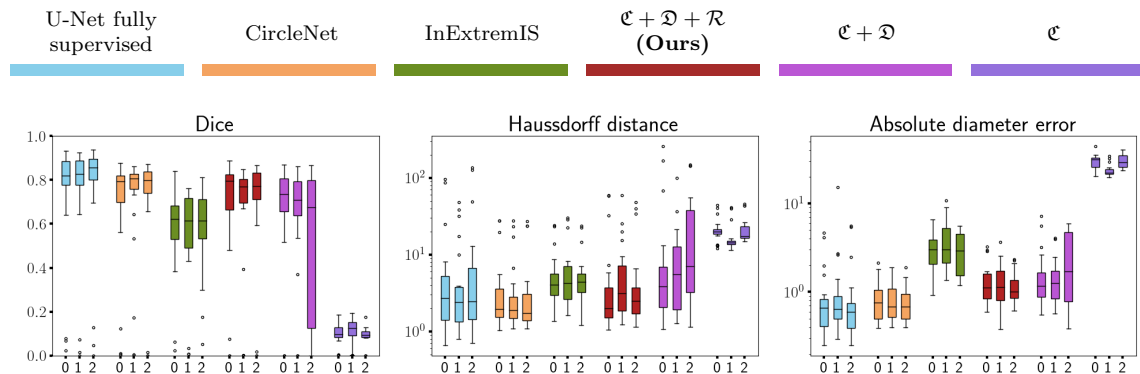 U-Net fully
supervised
CircleNet
InExtremIS
ℭ + 𝔇 + ℛ
(Ours)
ℭ + 𝔇
ℭ
Dice
Haussdorff distance
Absolute diameter error
1.0
0.8
0.6
0.4
0.2
0.0
0 1 2 0 1 2 0 1 2 0 1 2 0 1 2 0 1 2
10²
10¹
10⁰
0 1 2 0 1 2 0 1 2 0 1 2 0 1 2 0 1 2
10¹
10⁰
0 1 2 0 1 2 0 1 2 0 1 2 0 1 2 0 1 2